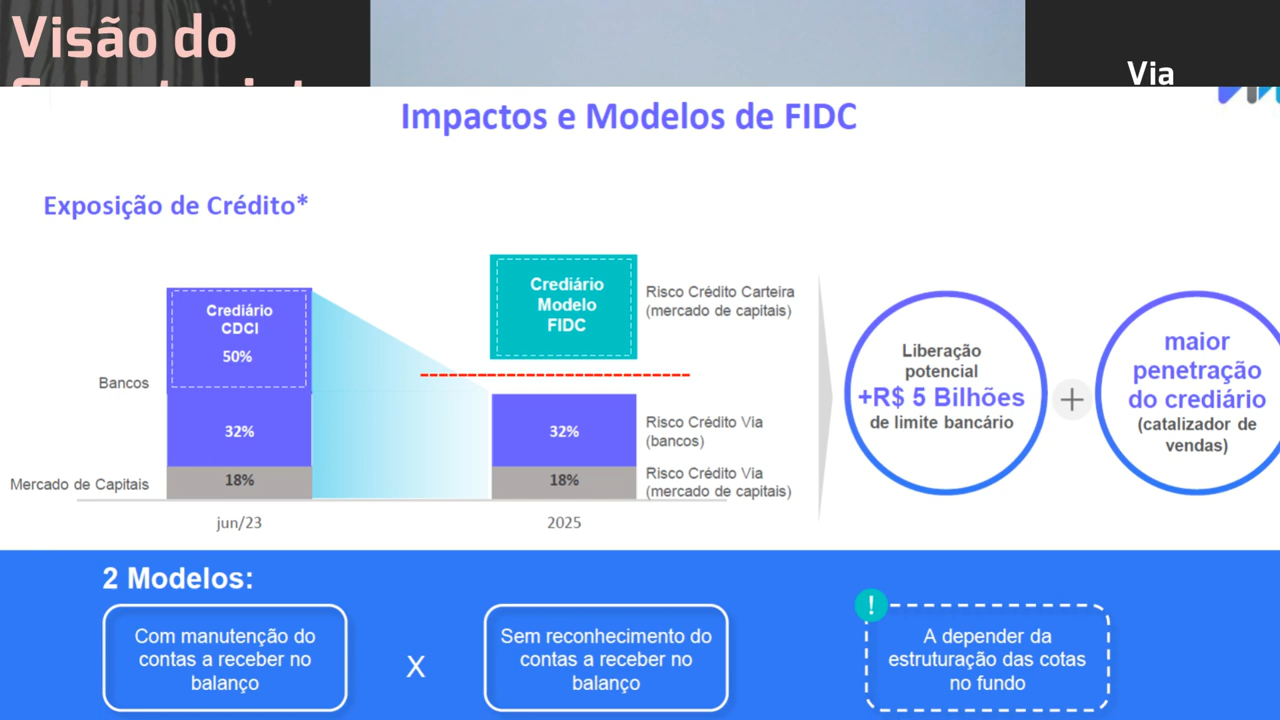 Visão do
Via
Impactos e Modelos de FIDC
Exposição de Crédito*
Crediário
CDCI
50%
Bancos
32%
Mercado de Capitais
18%
jun/23
Crediário
Modelo
FIDC
Risco Crédito Carteira
(mercado de capitais)
32%
Risco Crédito Via
(bancos)
18%
Risco Crédito Via
(mercado de capitais)
2025
Liberação
potencial
+R$ 5 Bilhões
de limite bancário
+
maior
penetração
do crediário
(catalizador de
vendas)
2 Modelos:
Com manutenção do
contas a receber no
balanço
X
Sem reconhecimento do
contas a receber no
balanço
!
A depender da
estruturação das cotas
no fundo